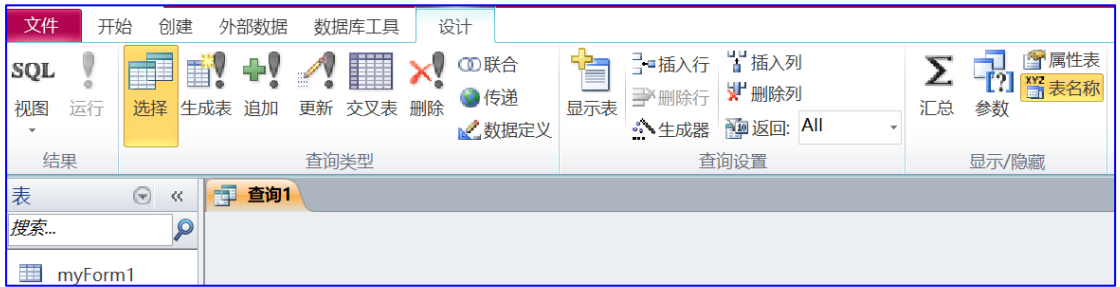 文件 开始 创建 外部数据 数据库工具 设计
SQL
视图 运行
结果
选择 生成表 追加 更新 交叉表 删除
联合
传递
数据定义
查询类型
显示表
插入行 插入列
删除行 删除列
生成器 返回: All
查询设置
Σ
汇总 参数
[?]
属性表
XYZ
表名称
显示/隐藏
表 «
搜索...
myForm1
查询1